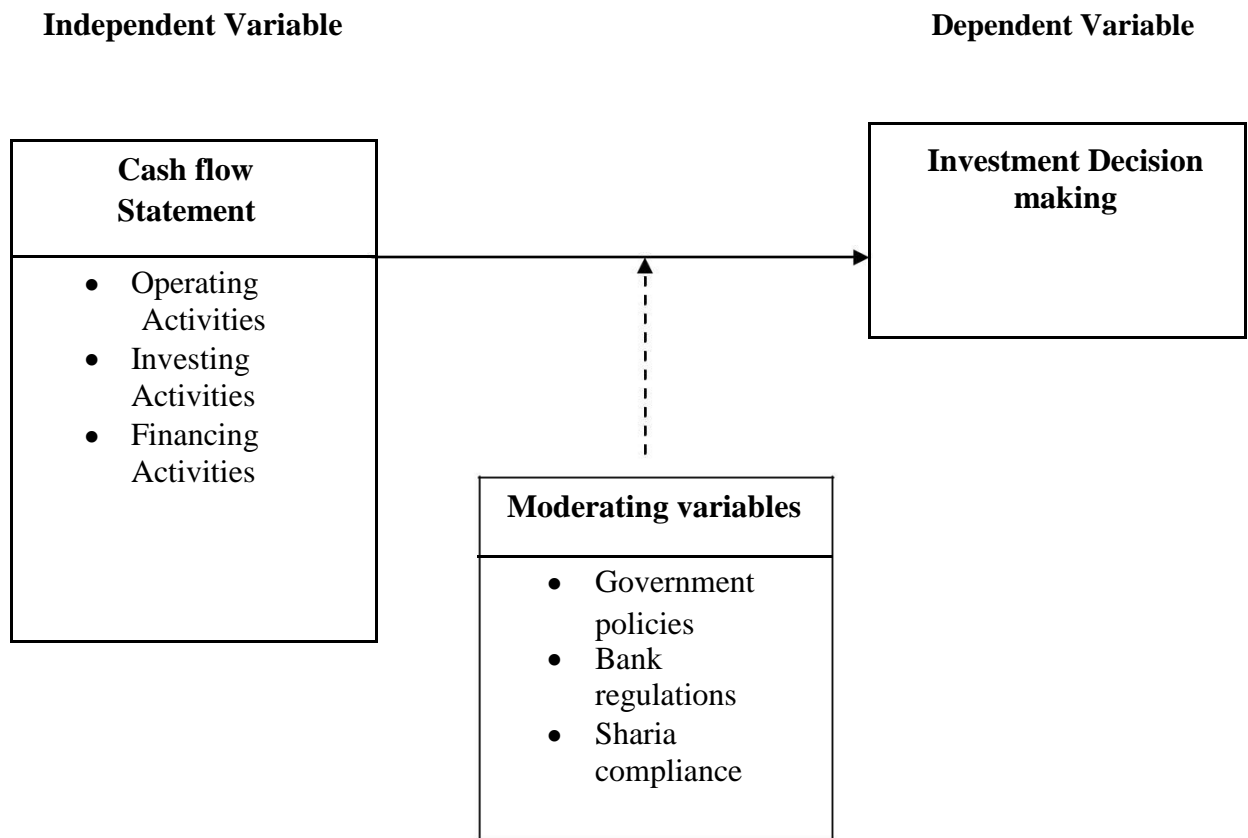 Independent Variable
Dependent Variable
Cash flow
Statement
• Operating
Activities
• Investing
Activities
• Financing
Activities
Investment Decision
making
Moderating variables
• Government
policies
• Bank
regulations
• Sharia
compliance